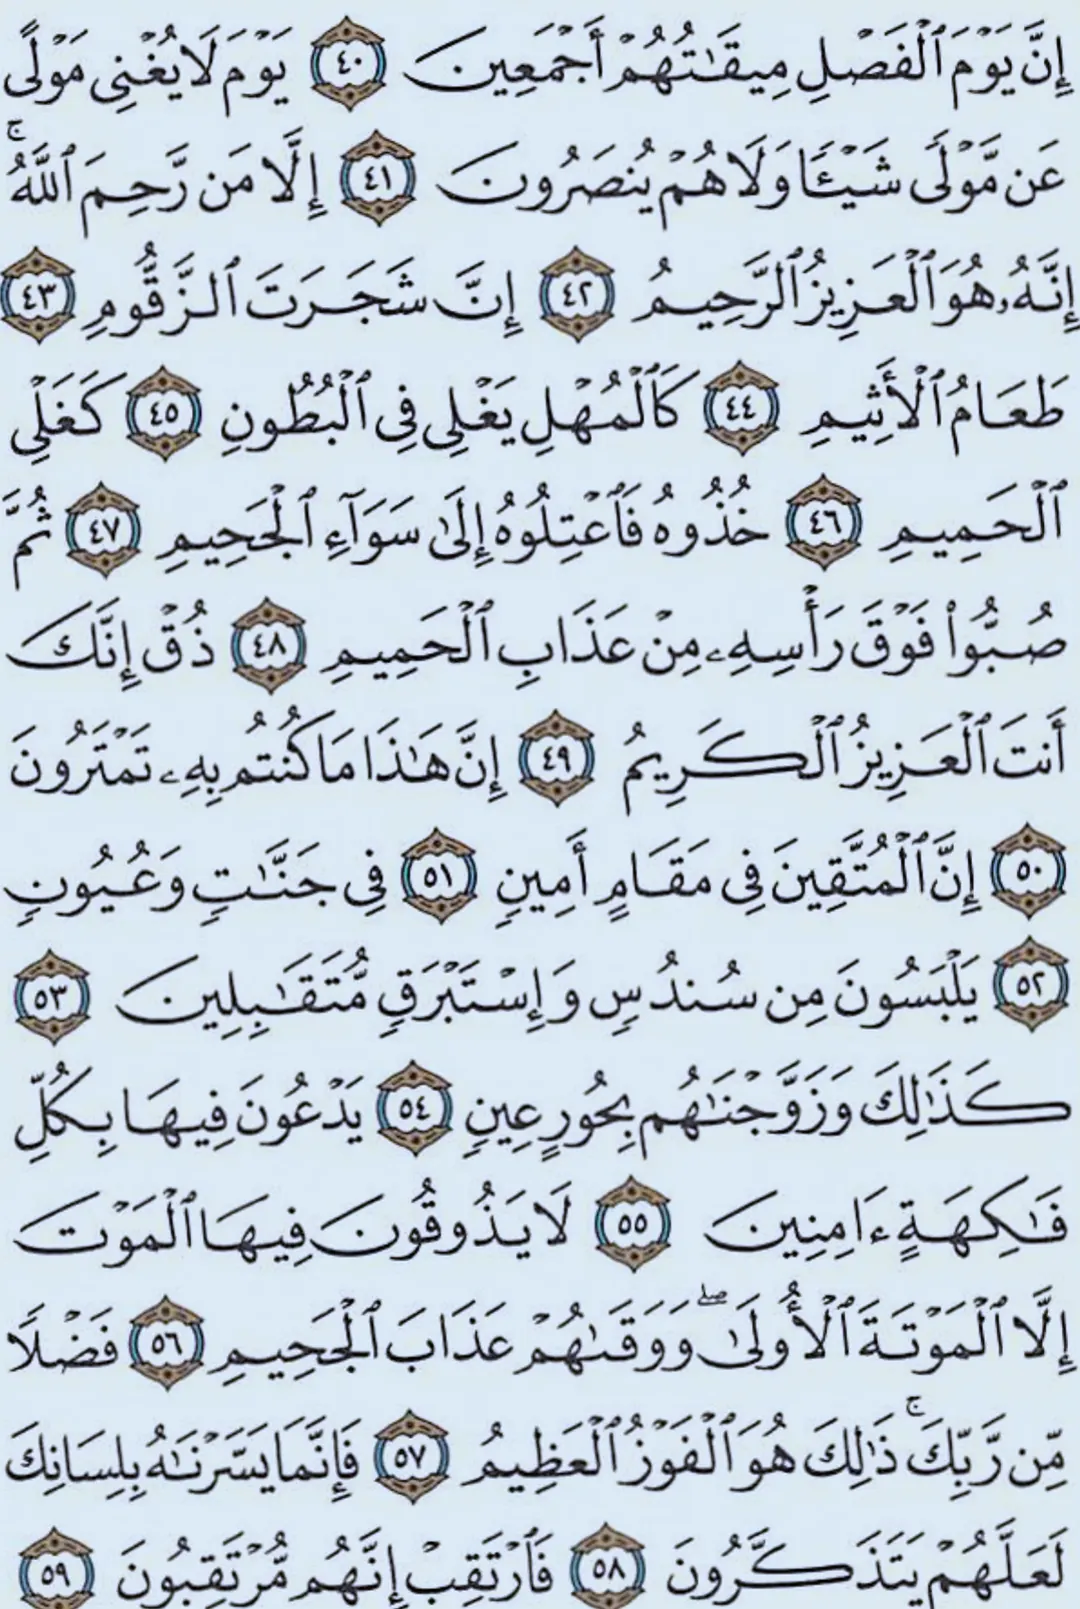 إِنَّ يَوْمَ ٱلْفَصْلِ مِيقَٰتُهُمْ أَجْمَعِينَ ٤٠ يَوْمَ لَا يُغْنِى مَوْلًى
عَن مَّوْلًى شَيْـًٔا وَلَا هُمْ يُنصَرُونَ ٤١ إِلَّا مَن رَّحِمَ ٱللَّهُ ۚ
إِنَّهُۥ هُوَ ٱلْعَزِيزُ ٱلرَّحِيمُ ٤٢ إِنَّ شَجَرَتَ ٱلزَّقُّومِ ٤٣
طَعَامُ ٱلْأَثِيمِ ٤٤ كَٱلْمُهْلِ يَغْلِى فِى ٱلْبُطُونِ ٤٥ كَغَلْىِ
ٱلْحَمِيمِ ٤٦ خُذُوهُ فَٱعْتِلُوهُ إِلَىٰ سَوَآءِ ٱلْجَحِيمِ ٤٧ ثُمَّ
صُبُّوا۟ فَوْقَ رَأْسِهِۦ مِنْ عَذَابِ ٱلْحَمِيمِ ٤٨ ذُقْ إِنَّكَ
أَنتَ ٱلْعَزِيزُ ٱلْكَرِيمُ ٤٩ إِنَّ هَٰذَا مَا كُنتُم بِهِۦ تَمْتَرُونَ
٥٠ إِنَّ ٱلْمُتَّقِينَ فِى مَقَامٍ أَمِينٍ ٥١ فِى جَنَّٰتٍ وَعُيُونٍ
٥٢ يَلْبَسُونَ مِن سُندُسٍ وَإِسْتَبْرَقٍ مُّتَقَٰبِلِينَ ٥٣
كَذَٰلِكَ وَزَوَّجْنَٰهُم بِحُورٍ عِينٍ ٥٤ يَدْعُونَ فِيهَا بِكُلِّ
فَٰكِهَةٍ ءَامِنِينَ ٥٥ لَا يَذُوقُونَ فِيهَا ٱلْمَوْتَ
إِلَّا ٱلْمَوْتَةَ ٱلْأُولَىٰ ۖ وَوَقَىٰهُمْ عَذَابَ ٱلْجَحِيمِ ٥٦ فَضْلًا
مِّن رَّبِّكَ ۚ ذَٰلِكَ هُوَ ٱلْفَوْزُ ٱلْعَظِيمُ ٥٧ فَإِنَّمَا يَسَّرْنَٰهُ بِلِسَانِكَ
لَعَلَّهُمْ يَتَذَكَّرُونَ ٥٨ فَٱرْتَقِبْ إِنَّهُم مُّرْتَقِبُونَ ٥٩